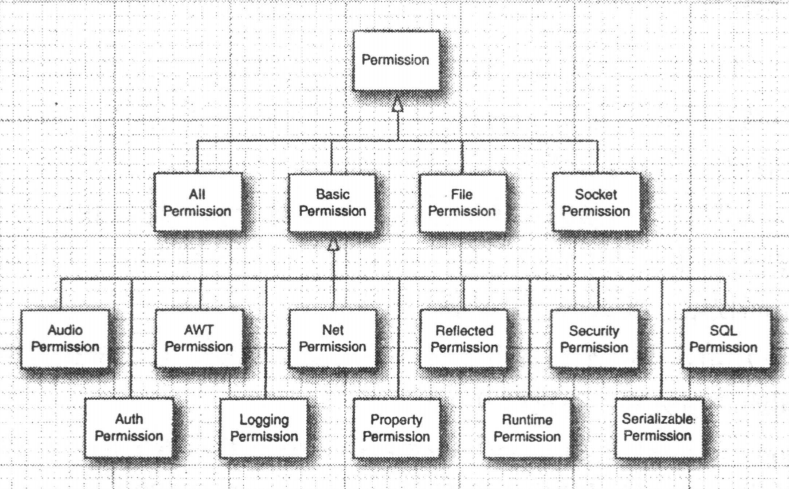 Permission
All
Permission
Basic
Permission
File
Permission
Socket
Permission
Audio
Permission
AWT
Permission
Net
Permission
Reflected
Permission
Security
Permission
SQL
Permission
Auth
Permission
Logging
Permission
Property
Permission
Runtime
Permission
Serializable
Permission